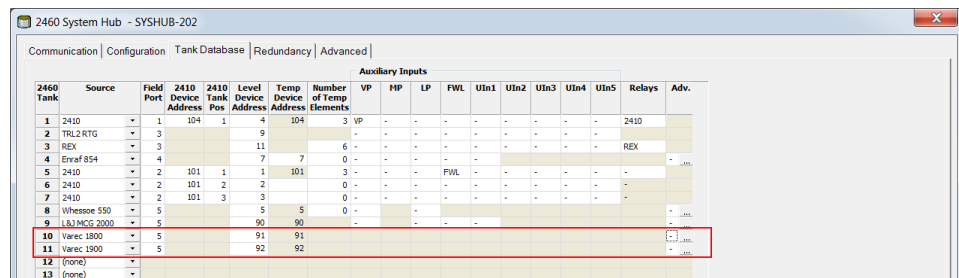 2460 System Hub - SYSHUB-202
Communication Configuration Tank Database Redundancy Advanced
Auxiliary Inputs
2460 Tank Source Field Port 2410 Device Address 2410 Tank Pos Level Device Address Temp Device Address Number of Temp Elements VP MP LP FWL UIn1 UIn2 UIn3 UIn4 UIn5 Relays Adv.
1 2410 1 104 1 4 104 3 VP - - - - - - - - 2410
2 TRL2 RTG 3 9 - - - - - - - - -
3 REX 3 11 6 - - - - - - - - - REX
4 Enraf 854 4 7 7 0 - - - - - - ...
5 2410 2 101 1 1 101 3 - - - FWL - - - - - -
6 2410 2 101 2 2 0 - - - - - - - - - -
7 2410 2 101 3 3 0 - - - - - - - - - -
8 Whessoe 550 5 5 5 0 - - - ...
9 L&J MCG 2000 5 90 90 - - - - - ...
10 Varec 1800 5 91 91 - ...
11 Varec 1900 5 92 92 - ...
12 (none)
13 (none)